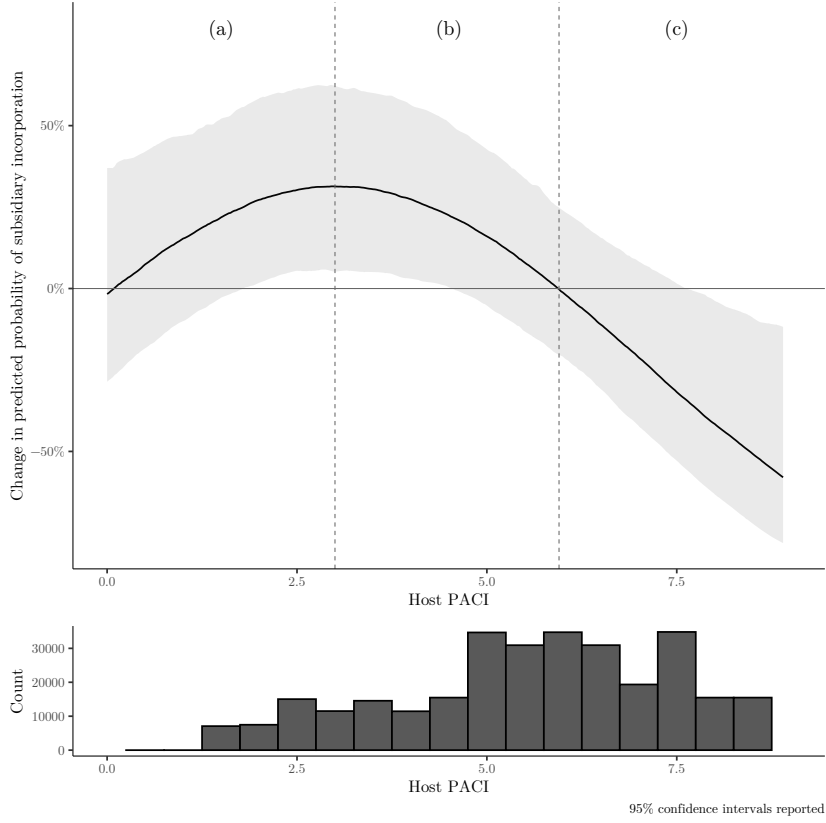 (a) (b) (c)
Change in predicted probability of subsidiary incorporation
50%
0%
−50%
0.0 2.5 5.0 7.5
Host PACI
Count
30000
20000
10000
0
0.0 2.5 5.0 7.5
Host PACI
95% confidence intervals reported